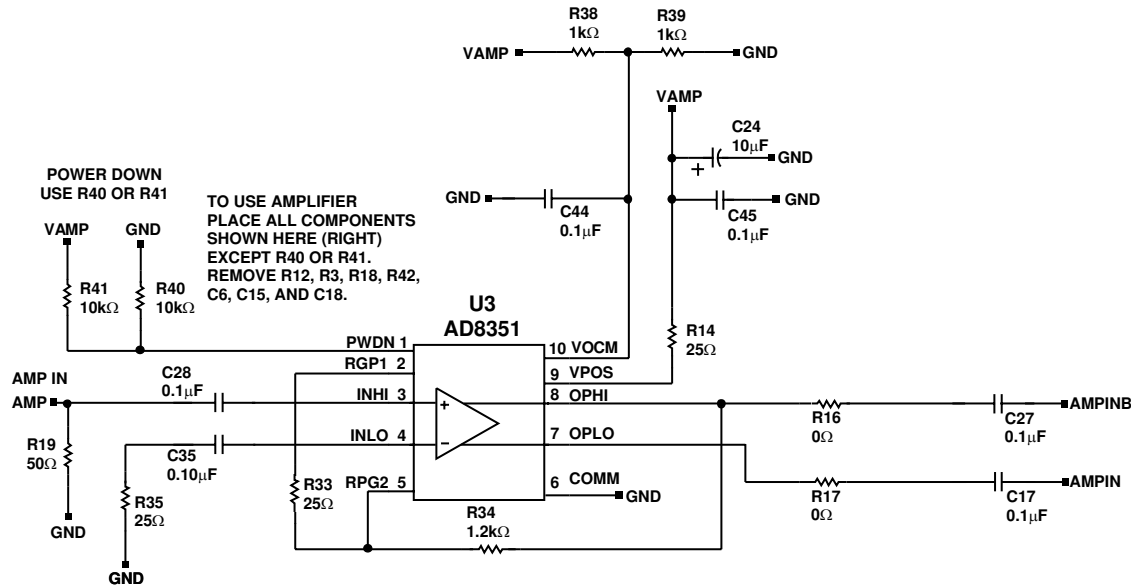 R38
1kΩ
R39
1kΩ
VAMP
GND
VAMP
C24
10µF
+
GND
POWER DOWN
USE R40 OR R41
TO USE AMPLIFIER
PLACE ALL COMPONENTS
SHOWN HERE (RIGHT)
EXCEPT R40 OR R41.
REMOVE R12, R3, R18, R42,
C6, C15, AND C18.
GND
C44
0.1µF
C45
0.1µF
GND
VAMP
GND
R41
10kΩ
R40
10kΩ
U3
AD8351
R14
25Ω
PWDN 1
10 VOCM
RGP1 2
9 VPOS
AMP IN
AMP
C28
0.1µF
INHI 3
+
8 OPHI
R16
0Ω
C27
0.1µF
AMPINB
R19
50Ω
C35
0.10µF
INLO 4
−
7 OPLO
R35
25Ω
R33
25Ω
RPG2 5
6 COMM
GND
R17
0Ω
C17
0.1µF
AMPIN
R34
1.2kΩ
GND
GND